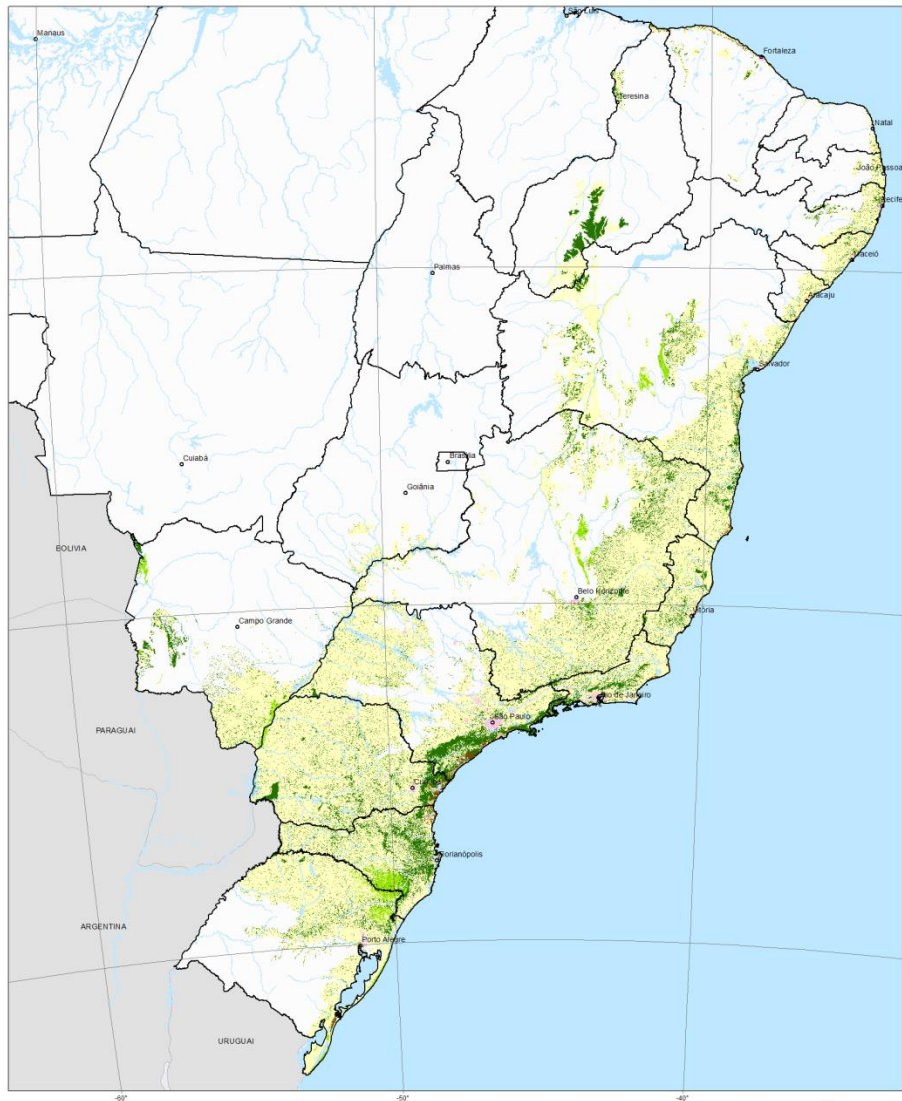 São Luis
Manaus
Fortaleza
Teresina
Natal
João Pessoa
Recife
Palmas
Maceió
Aracaju
Salvador
Cuiabá
Brasília
Goiânia
BOLIVIA
Belo Horizonte
Vitória
Campo Grande
Rio de Janeiro
São Paulo
PARAGUAI
Florianópolis
ARGENTINA
Porto Alegre
URUGUAI
-60°
-50°
-40°